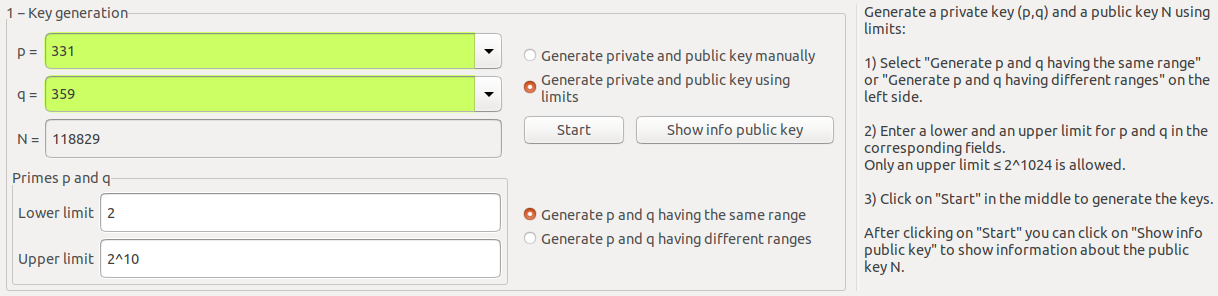 1 – Key generation
p = 331
q = 359
N = 118829
Generate private and public key manually
Generate private and public key using
limits
Start
Show info public key
Primes p and q
Lower limit 2
Upper limit 2^10
Generate p and q having the same range
Generate p and q having different ranges
Generate a private key (p,q) and a public key N using
limits:
1) Select "Generate p and q having the same range"
or "Generate p and q having different ranges" on the
left side.
2) Enter a lower and an upper limit for p and q in the
corresponding fields.
Only an upper limit ≤ 2^1024 is allowed.
3) Click on "Start" in the middle to generate the keys.
After clicking on "Start" you can click on "Show info
public key" to show information about the public
key N.